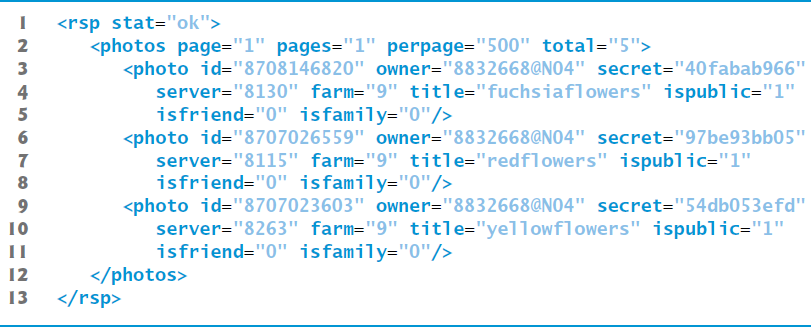 1 <rsp stat="ok">
2 <photos page="1" pages="1" perpage="500" total="5">
3 <photo id="8708146820" owner="8832668@N04" secret="40fabab966"
4 server="8130" farm="9" title="fuchsiaflowers" ispublic="1"
5 isfriend="0" isfamily="0"/>
6 <photo id="8707026559" owner="8832668@N04" secret="97be93bb05"
7 server="8115" farm="9" title="redflowers" ispublic="1"
8 isfriend="0" isfamily="0"/>
9 <photo id="8707023603" owner="8832668@N04" secret="54db053efd"
10 server="8263" farm="9" title="yellowflowers" ispublic="1"
11 isfriend="0" isfamily="0"/>
12 </photos>
13 </rsp>